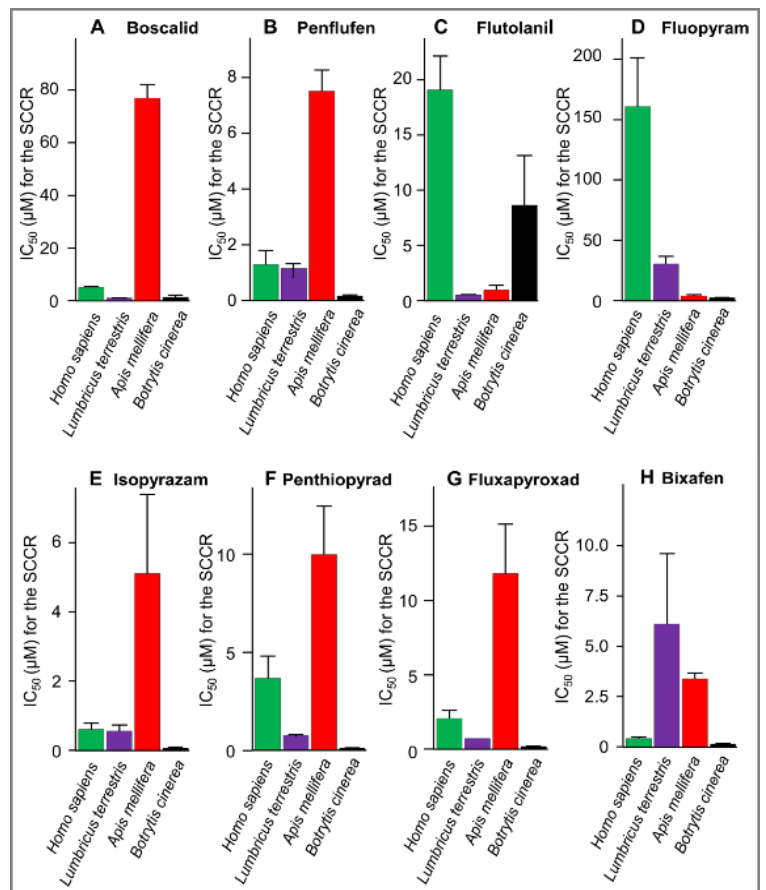 A Boscalid
IC50 (µM) for the SCCR
80
60
40
20
0
Homo sapiens
Lumbricus terrestris
Apis mellifera
Botrytis cinerea
B Penflufen
IC50 (µM) for the SCCR
8
6
4
2
0
Homo sapiens
Lumbricus terrestris
Apis mellifera
Botrytis cinerea
C Flutolanil
IC50 (µM) for the SCCR
20
15
10
5
0
Homo sapiens
Lumbricus terrestris
Apis mellifera
Botrytis cinerea
D Fluopyram
IC50 (µM) for the SCCR
200
150
100
50
0
Homo sapiens
Lumbricus terrestris
Apis mellifera
Botrytis cinerea
E Isopyrazam
IC50 (µM) for the SCCR
6
4
2
0
Homo sapiens
Lumbricus terrestris
Apis mellifera
Botrytis cinerea
F Penthiopyrad
IC50 (µM) for the SCCR
10
5
0
Homo sapiens
Lumbricus terrestris
Apis mellifera
Botrytis cinerea
G Fluxapyroxad
IC50 (µM) for the SCCR
15
10
5
0
Homo sapiens
Lumbricus terrestris
Apis mellifera
Botrytis cinerea
H Bixafen
IC50 (µM) for the SCCR
10.0
7.5
5.0
2.5
0
Homo sapiens
Lumbricus terrestris
Apis mellifera
Botrytis cinerea